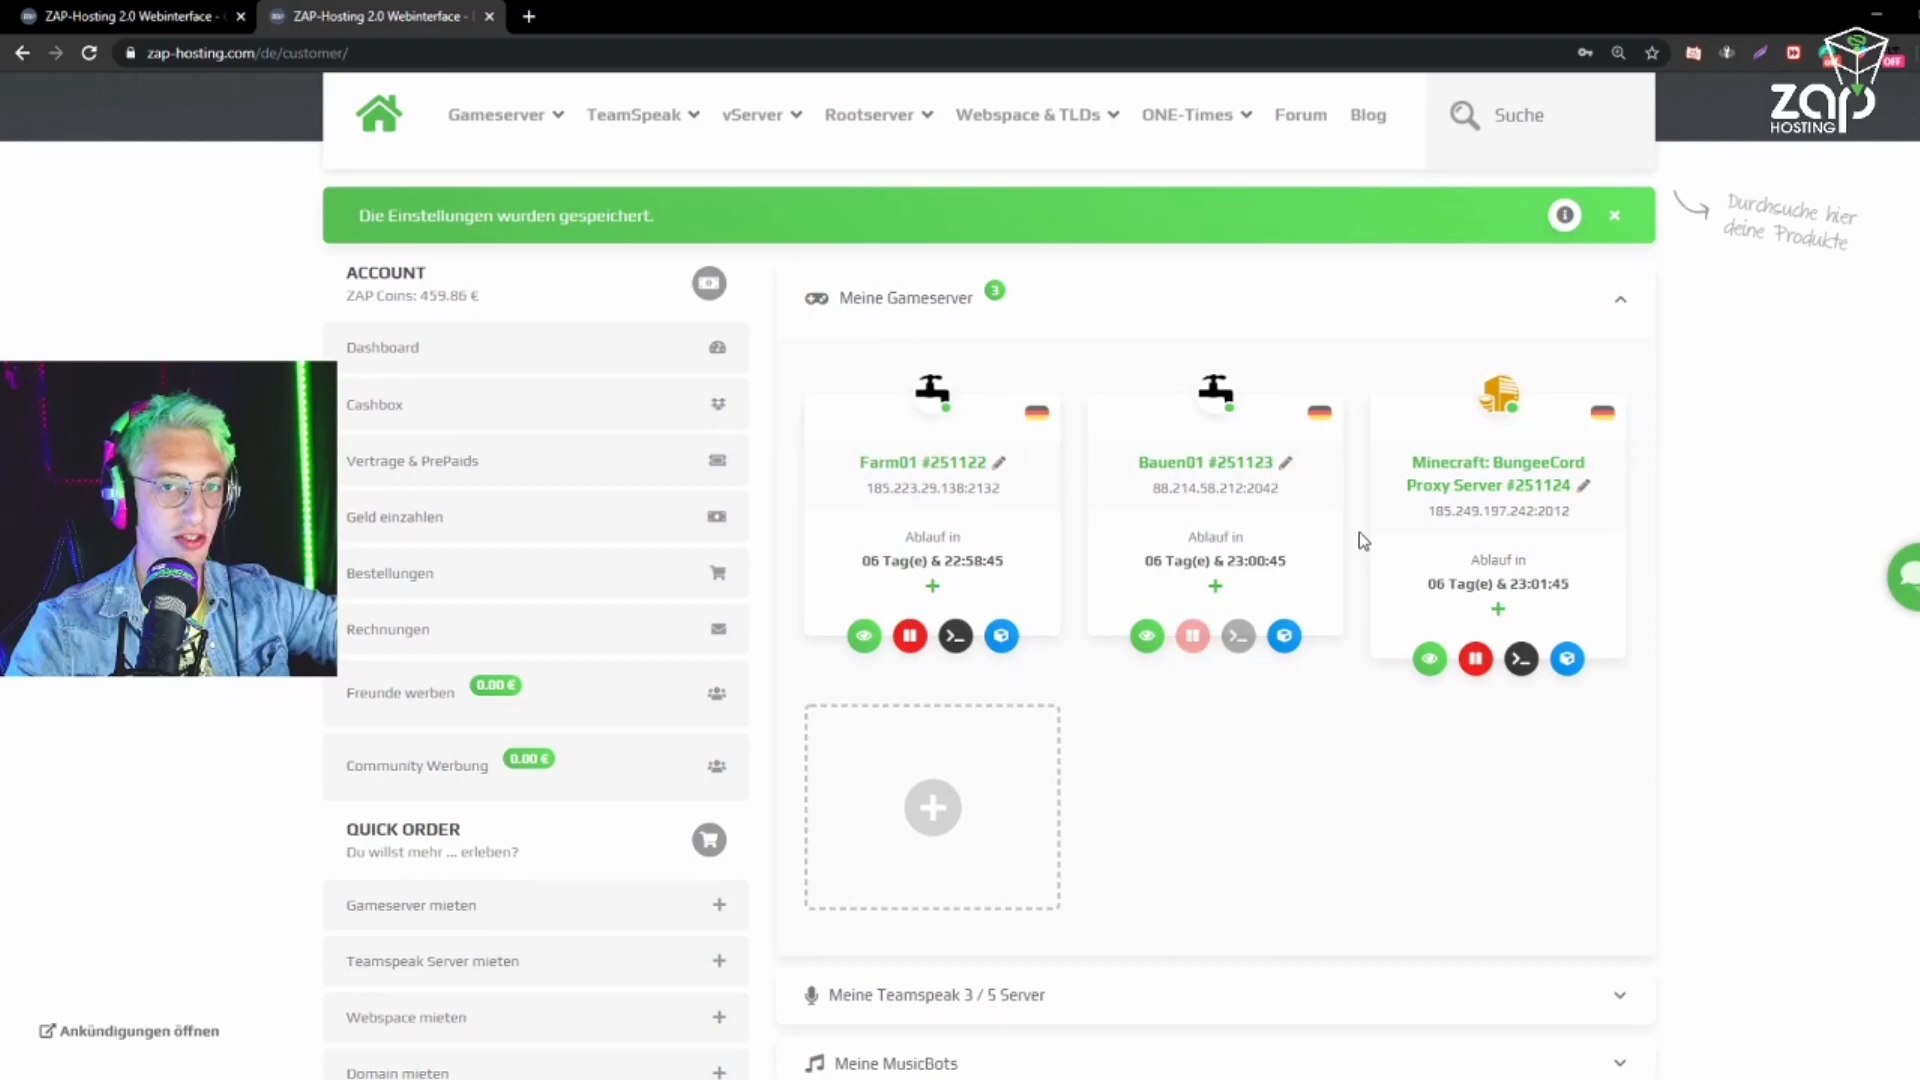 ZAP-Hosting 2.0 Webinterface -
ZAP-Hosting 2.0 Webinterface -
zap-hosting.com/de/customer/
OFF
zap
HOSTING
Gameserver
TeamSpeak
vServer
Rootserver
Webspace & TLDs
ONE-Times
Forum
Blog
Suche
Durchsuche hier
deine Produkte
Die Einstellungen wurden gespeichert.
ACCOUNT
ZAP Coins: 459.86 €
Dashboard
Cashbox
Verträge & PrePaids
Geld einzahlen
Bestellungen
Rechnungen
Freunde werben 0.00 €
Community Werbung 0.00 €
QUICK ORDER
Du willst mehr ... erleben?
Gameserver mieten
Teamspeak Server mieten
Webspace mieten
Domain mieten
Meine Gameserver 3
Farm01 #251122
185.223.29.138:2132
Ablauf in
06 Tag(e) & 22:58:45
Bauen01 #251123
88.214.58.212:2042
Ablauf in
06 Tag(e) & 23:00:45
Minecraft: BungeeCord
Proxy Server #251124
185.249.197.242:2012
Ablauf in
06 Tag(e) & 23:01:45
Meine Teamspeak 3 / 5 Server
Meine MusicBots
Ankündigungen öffnen